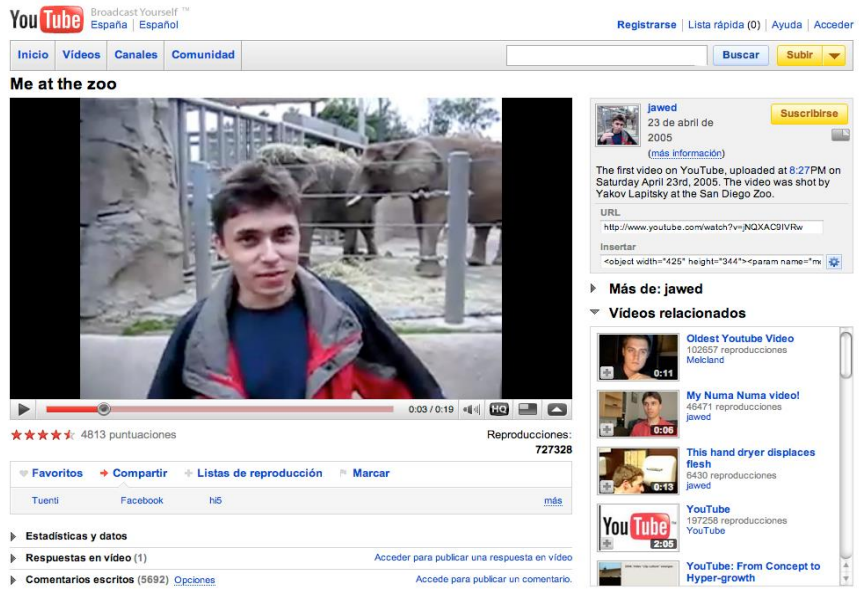 YouTube Broadcast Yourself ™
España | Español
Registrarse | Lista rápida (0) | Ayuda | Acceder
Inicio Vídeos Canales Comunidad Buscar Subir
Me at the zoo
jawed
23 de abril de
2005
(más información)
Suscribirse
The first video on YouTube, uploaded at 8:27PM on
Saturday April 23rd, 2005. The video was shot by
Yakov Lapitsky at the San Diego Zoo.
URL
http://www.youtube.com/watch?v=jNQXAC9IVRw
Insertar
<object width="425" height="344"><param name="m
Más de: jawed
Vídeos relacionados
Oldest Youtube Video
102657 reproducciones
Melcland
0:11
My Numa Numa video!
46471 reproducciones
jawed
0:06
This hand dryer displaces
flesh
6430 reproducciones
jawed
0:13
YouTube
197258 reproducciones
YouTube
YouTube
2:05
YouTube: From Concept to
Hyper-growth
0:03 / 0:19 HQ
4813 puntuaciones
Reproducciones:
727328
Favoritos Compartir Listas de reproducción Marcar
Tuenti Facebook hi5 más
Estadísticas y datos
Respuestas en vídeo (1) Acceder para publicar una respuesta en vídeo
Comentarios escritos (5692) Opciones Accede para publicar un comentario.